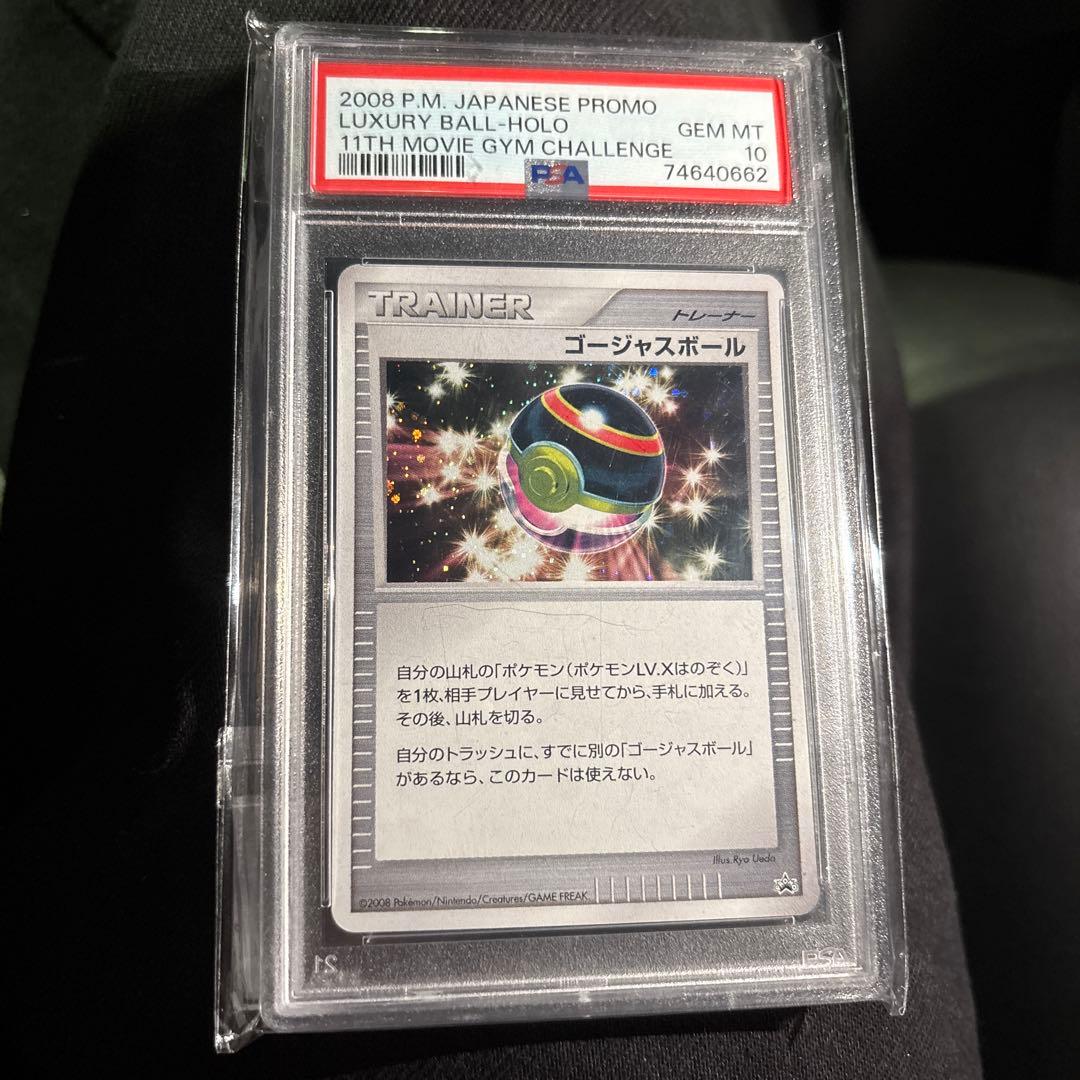 2008 P.M. JAPANESE PROMO
LUXURY BALL-HOLO
GEM MT
11TH MOVIE GYM CHALLENGE
10
PSA
74640662
TRAINER
トレーナー
ゴージャスボール
自分の山札の「ポケモン(ポケモンLV.Xはのぞく)」
を1枚、相手プレイヤーに見せてから、手札に加える。
その後、山札を切る。
自分のトラッシュに、すでに別の「ゴージャスボール」
があるなら、このカードは使えない。
Illus.Ryo Ueda
©2008 Pokémon/Nintendo/Creatures/GAME FREAK.
21
PSA